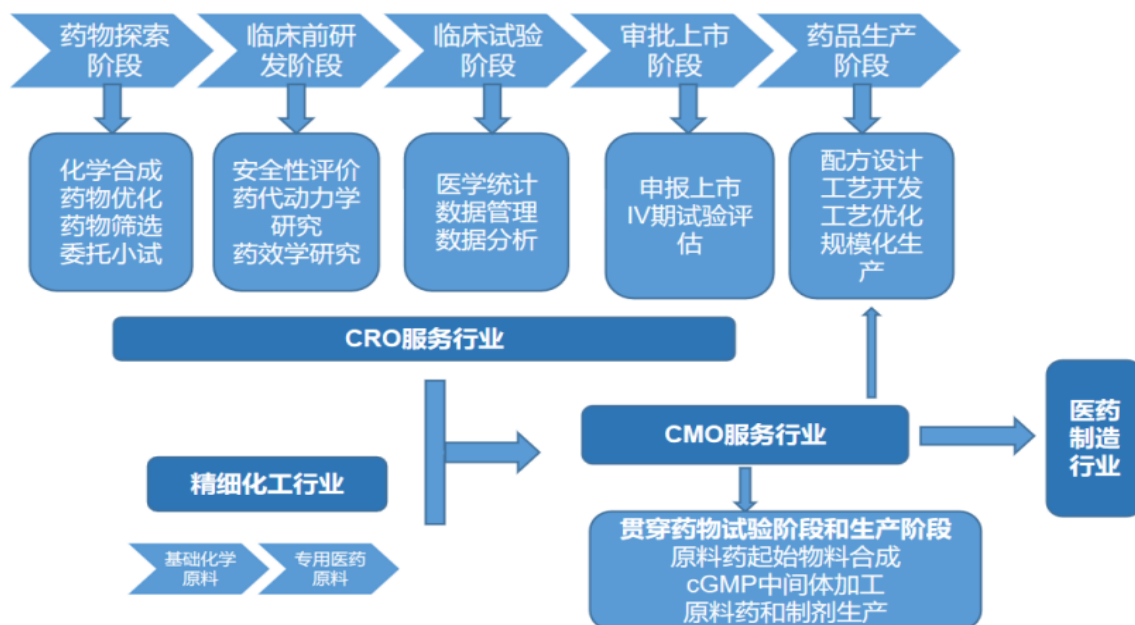 药物探索
阶段
临床前研
发阶段
临床试验
阶段
审批上市
阶段
药品生产
阶段
化学合成
药物优化
药物筛选
委托小试
安全性评价
药代动力学
研究
药效学研究
医学统计
数据管理
数据分析
申报上市
IV期试验评
估
配方设计
工艺开发
工艺优化
规模化生
产
CRO服务行业
CMO服务行业
医药
制造
行业
精细化工行业
基础化学
原料
专用医药
原料
贯穿药物试验阶段和生产阶段
原料药起始物料合成
cGMP中间体加工
原料药和制剂生产